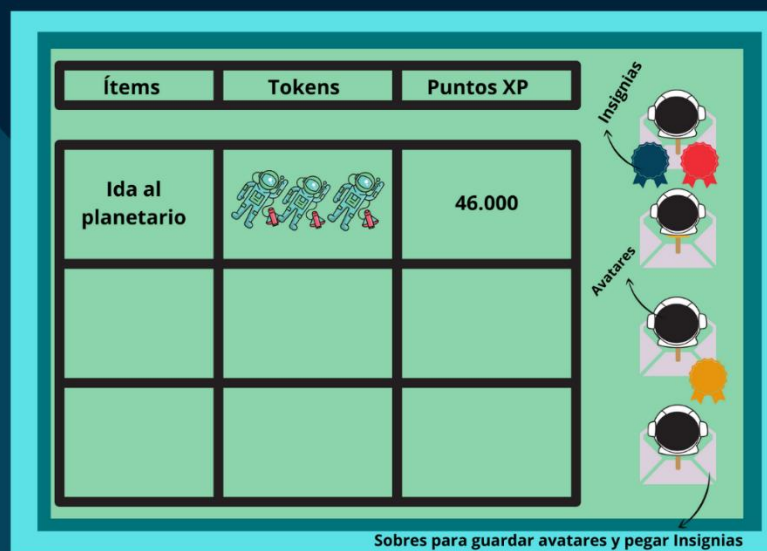 Ítems
Tokens
Puntos XP
Ida al
planetario
46.000
Insignias
Avatares
Sobres para guardar avatares y pegar Insignias